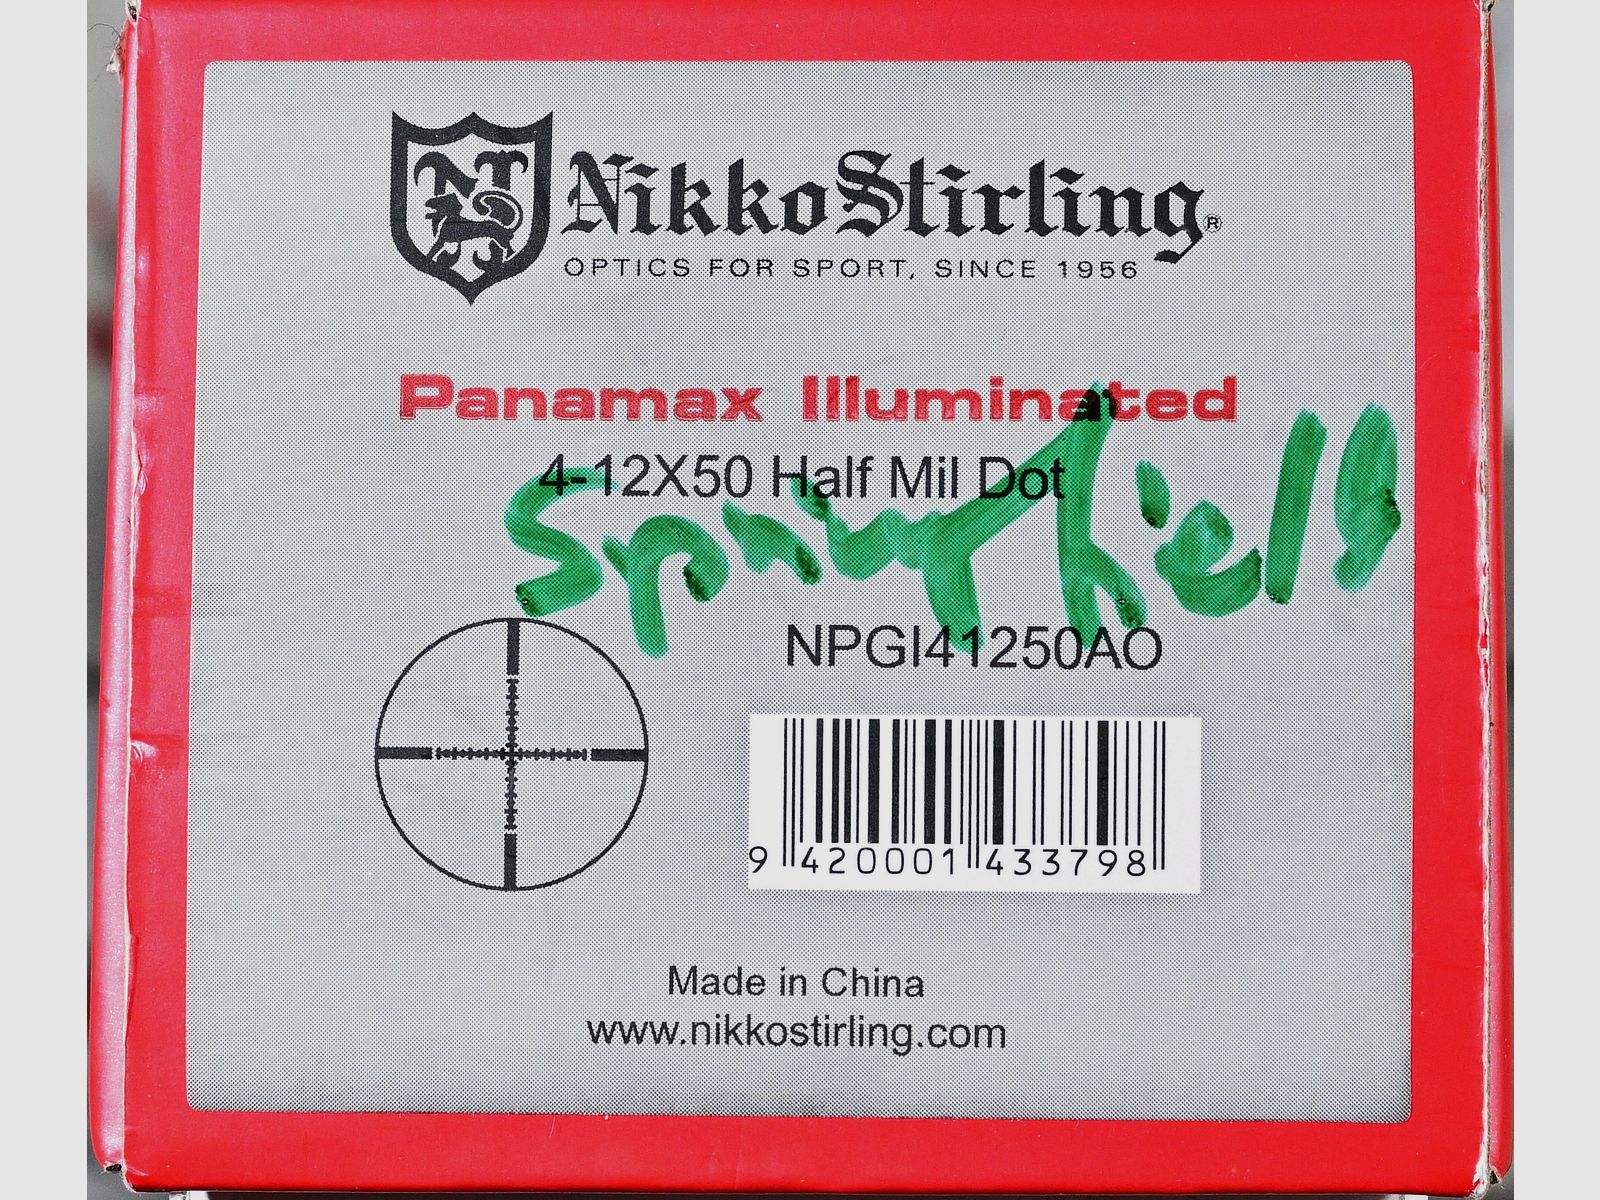 NikkoStirling®
OPTICS FOR SPORT, SINCE 1956
Panamax Illuminated
4-12X50 Half Mil Dot
Springfield
NPGI41250AO
9 420001 433798
Made in China
www.nikkostirling.com